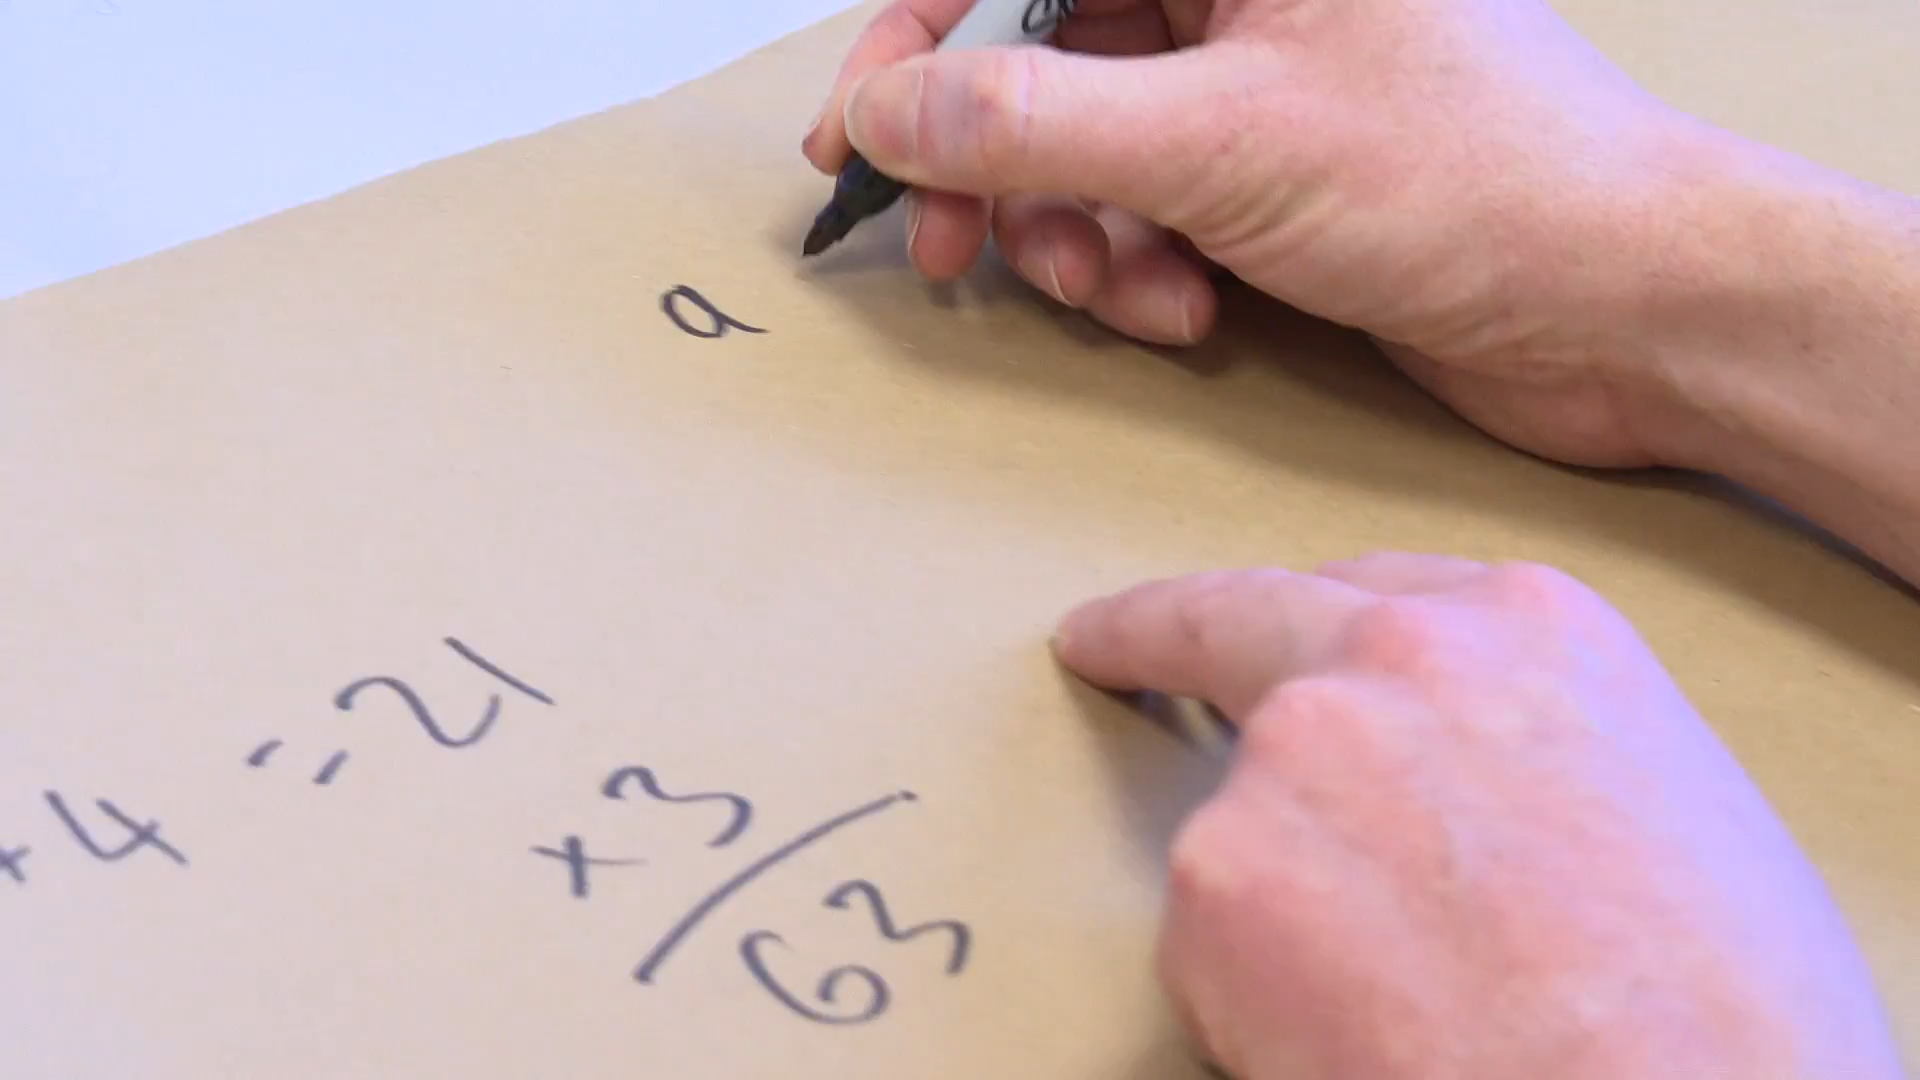 a
+ 4 = 21
× 3
63